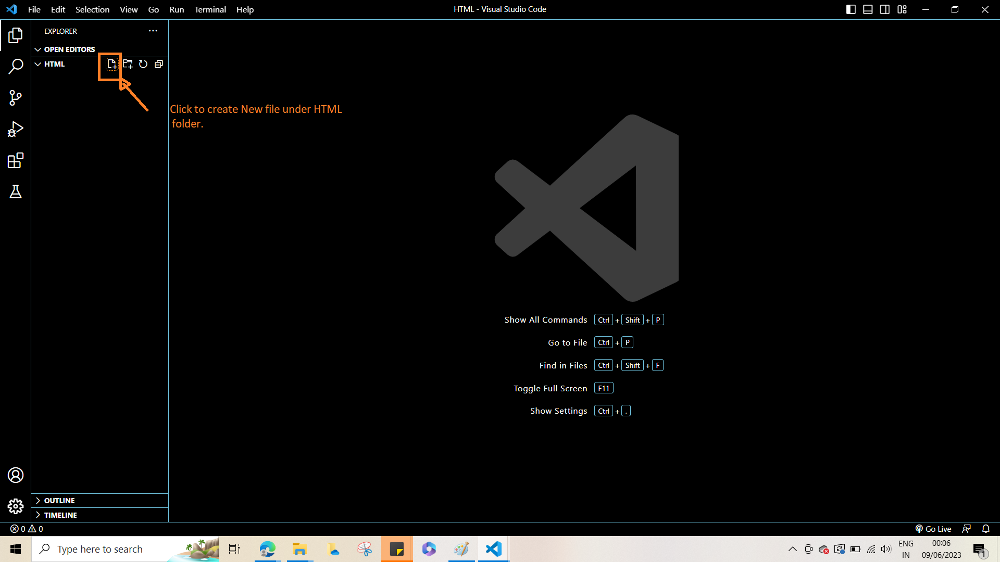 File Edit Selection View Go Run Terminal Help
HTML - Visual Studio Code
EXPLORER
OPEN EDITORS
HTML
Click to create New file under HTML
folder.
Show All Commands Ctrl + Shift + P
Go to File Ctrl + P
Find in Files Ctrl + Shift + F
Toggle Full Screen F11
Show Settings Ctrl + ,
OUTLINE
TIMELINE
0 0
Go Live
Type here to search
ENG
IN
00:06
09/06/2023
1